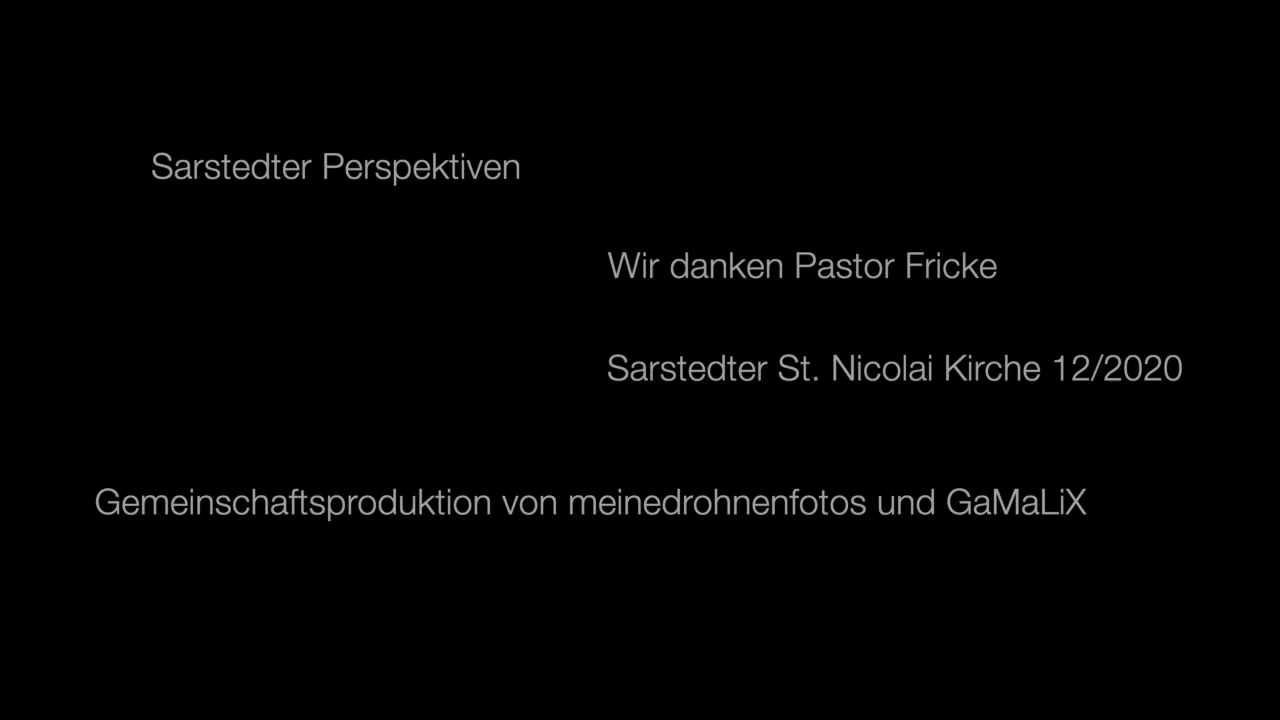 Sarstedter Perspektiven
Wir danken Pastor Fricke
Sarstedter St. Nicolai Kirche 12/2020
Gemeinschaftsproduktion von meinedrohnenfotos und GaMaLiX